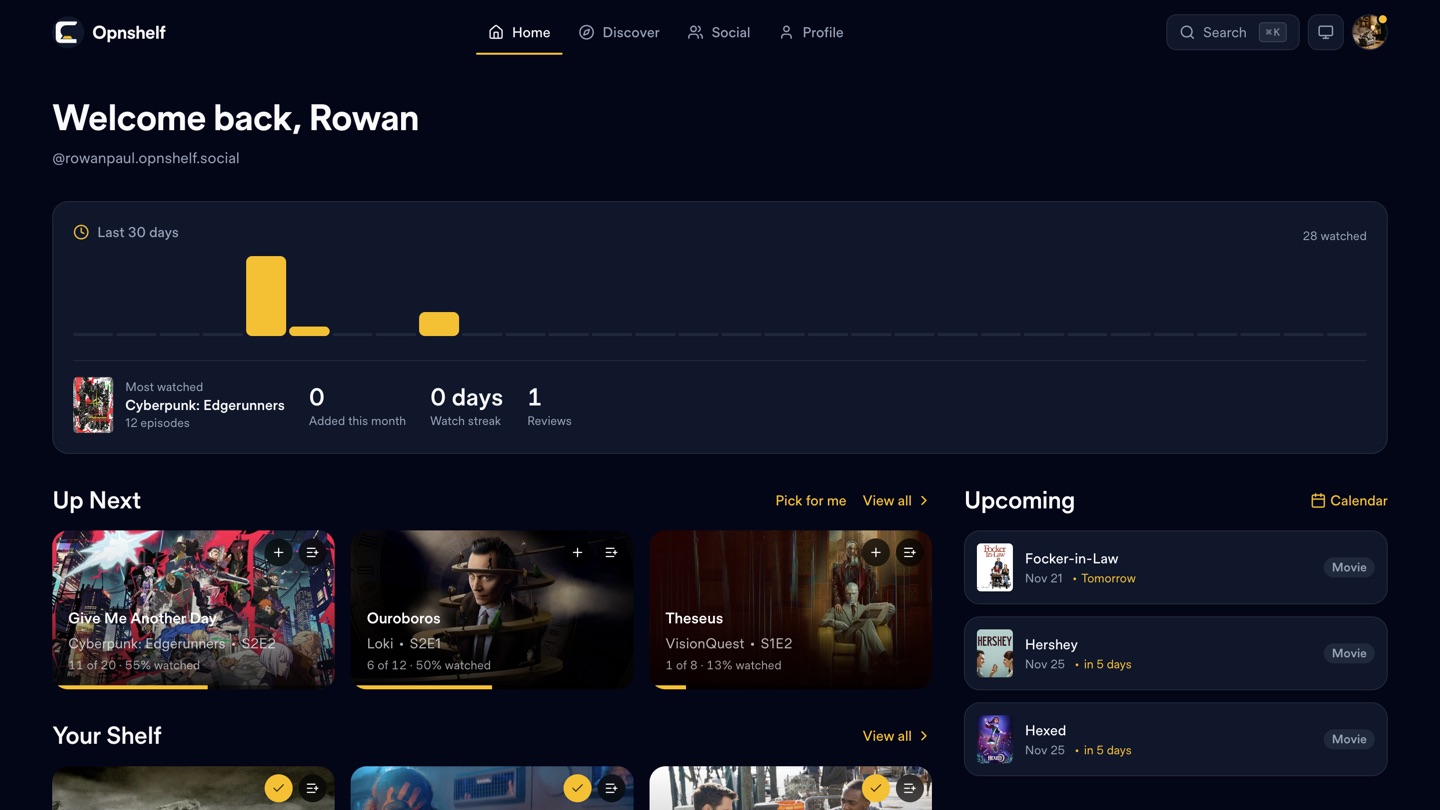 Opnshelf
Home
Discover
Social
Profile
Search
⌘K
Welcome back, Rowan
@rowanpaul.opnshelf.social
Last 30 days
28 watched
Most watched
Cyberpunk: Edgerunners
12 episodes
0
Added this month
0 days
Watch streak
1
Reviews
Up Next
Pick for me
View all
Give Me Another Day
Cyberpunk: Edgerunners • S2E2
11 of 20 · 55% watched
Ouroboros
Loki • S2E1
6 of 12 · 50% watched
Theseus
VisionQuest • S1E2
1 of 8 · 13% watched
Upcoming
Calendar
Focker In-Law
Focker-in-Law
Nov 21 • Tomorrow
Movie
HERSHEY
Hershey
Nov 25 • in 5 days
Movie
HEXED
Hexed
Nov 25 • in 5 days
Movie
Your Shelf
View all